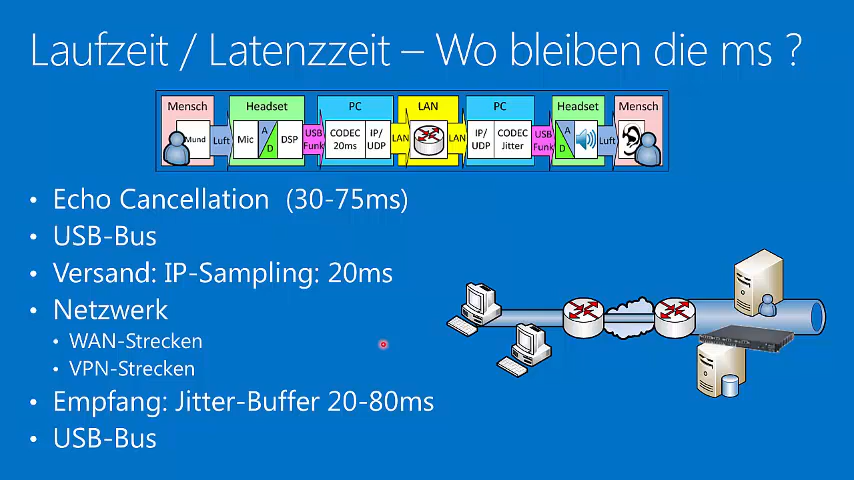 Laufzeit / Latenzzeit – Wo bleiben die ms ?
Mensch Headset PC LAN PC Headset Mensch
Mund Luft Mic A D DSP USB Funk CODEC 20ms IP/ UDP LAN LAN IP/ UDP CODEC Jitter USB Funk A D Luft
• Echo Cancellation (30-75ms)
• USB-Bus
• Versand: IP-Sampling: 20ms
• Netzwerk
• WAN-Strecken
• VPN-Strecken
• Empfang: Jitter-Buffer 20-80ms
• USB-Bus